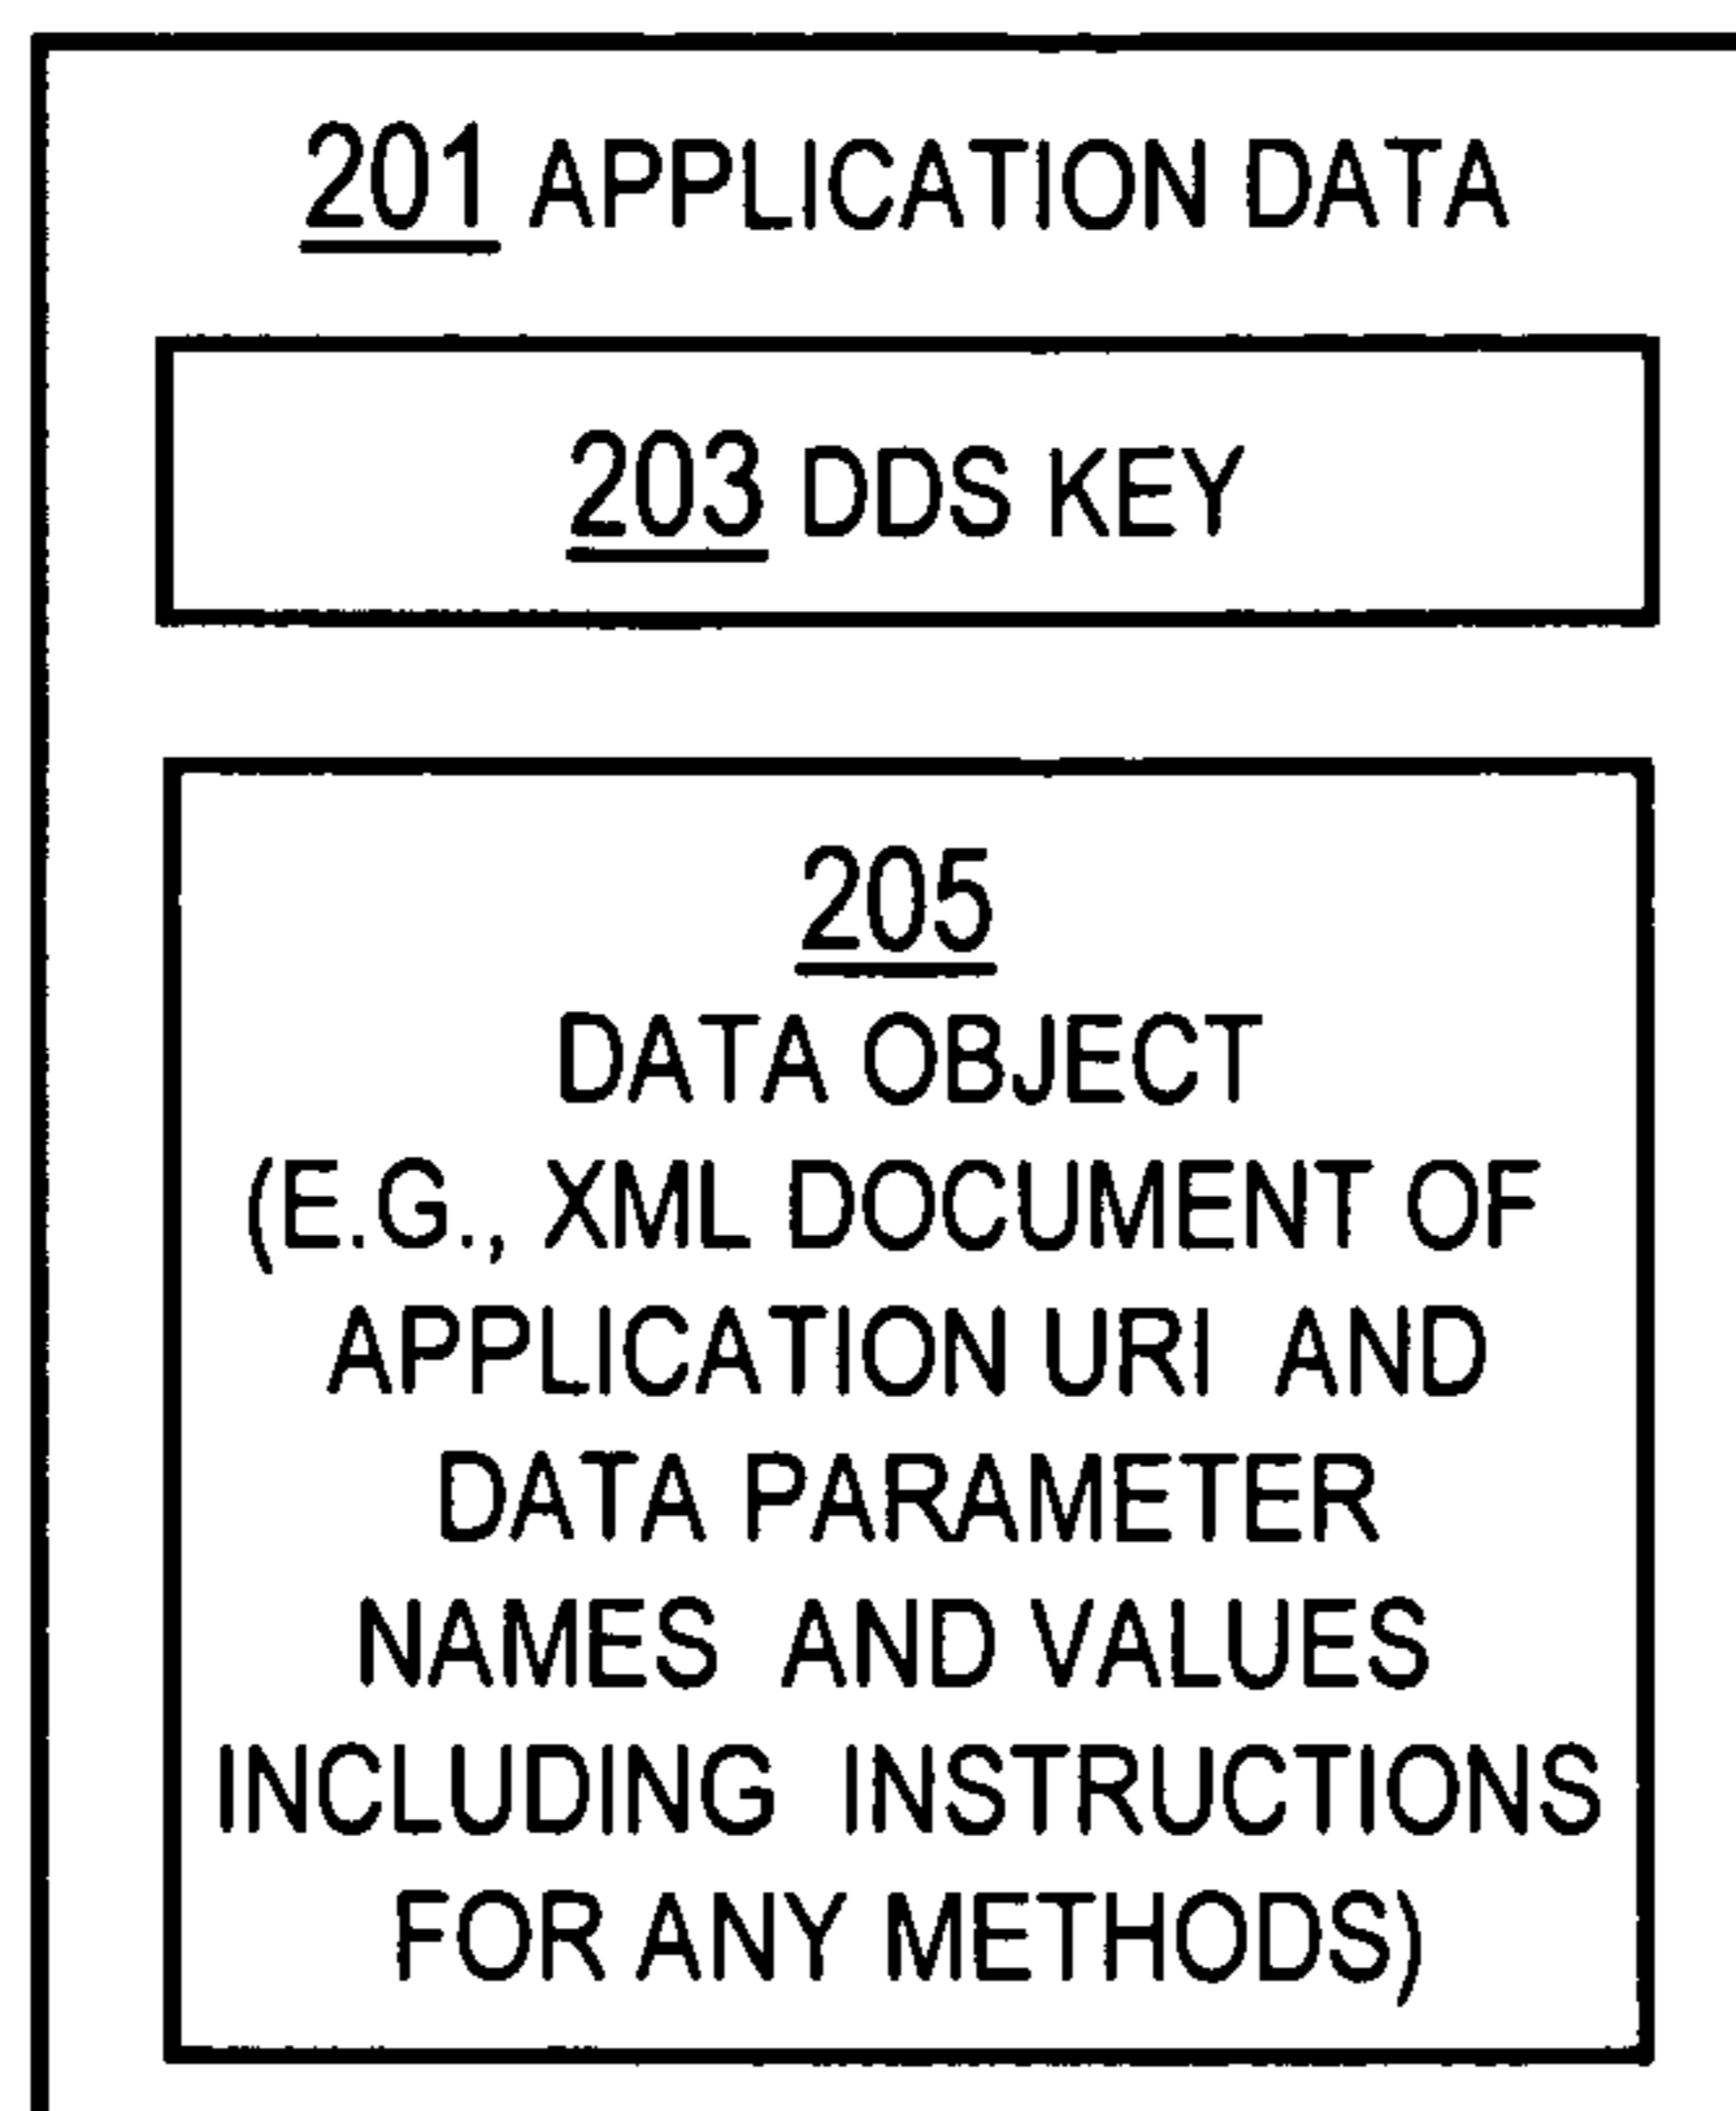 201 APPLICATION DATA
203 DDS KEY
205
DATA OBJECT
(E.G., XML DOCUMENT OF
APPLICATION URI AND
DATA PARAMETER
NAMES AND VALUES
INCLUDING INSTRUCTIONS
FOR ANY METHODS)